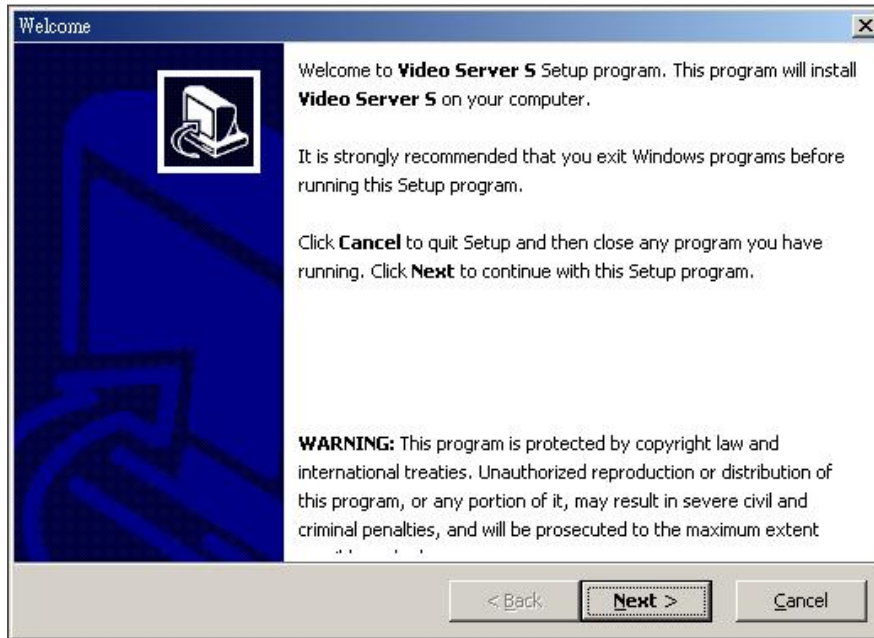 Welcome
Welcome to Video Server S Setup program. This program will install
Video Server S on your computer.
It is strongly recommended that you exit Windows programs before
running this Setup program.
Click Cancel to quit Setup and then close any program you have
running. Click Next to continue with this Setup program.
WARNING: This program is protected by copyright law and
international treaties. Unauthorized reproduction or distribution of
this program, or any portion of it, may result in severe civil and
criminal penalties, and will be prosecuted to the maximum extent
< Back
Next >
Cancel